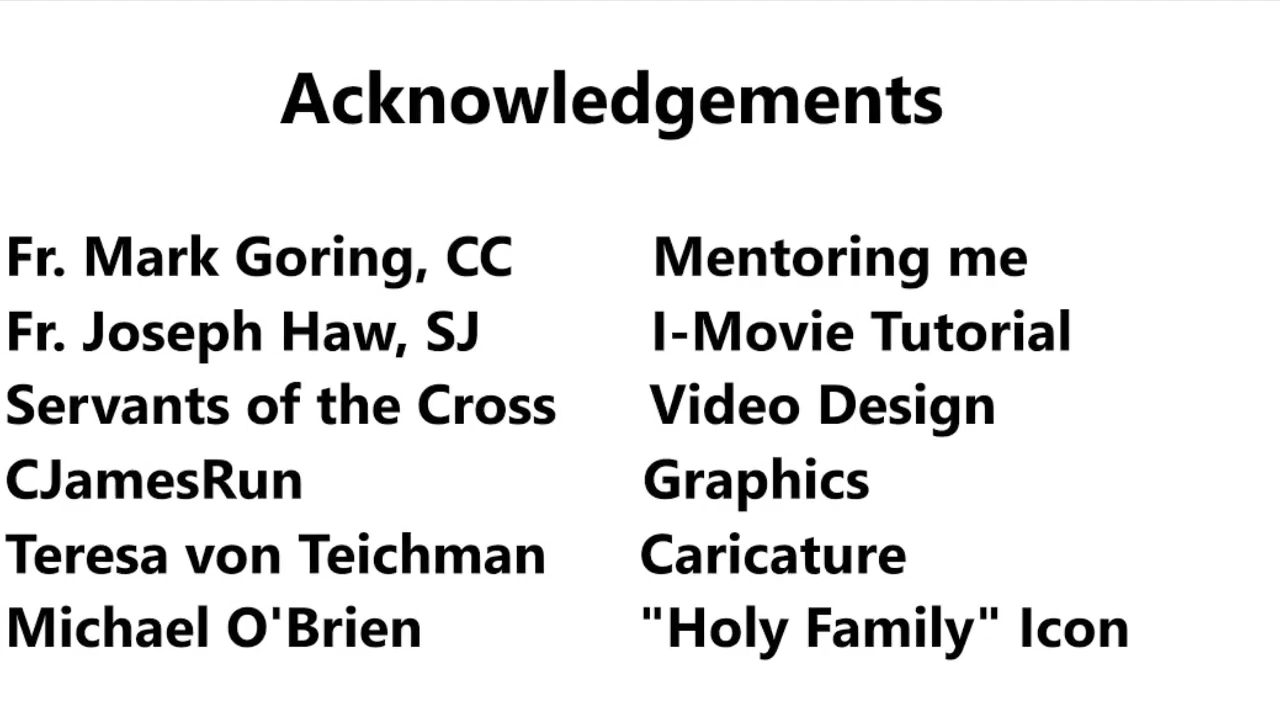 Acknowledgements
Fr. Mark Goring, CC Mentoring me
Fr. Joseph Haw, SJ I-Movie Tutorial
Servants of the Cross Video Design
CJamesRun Graphics
Teresa von Teichman Caricature
Michael O'Brien "Holy Family" Icon